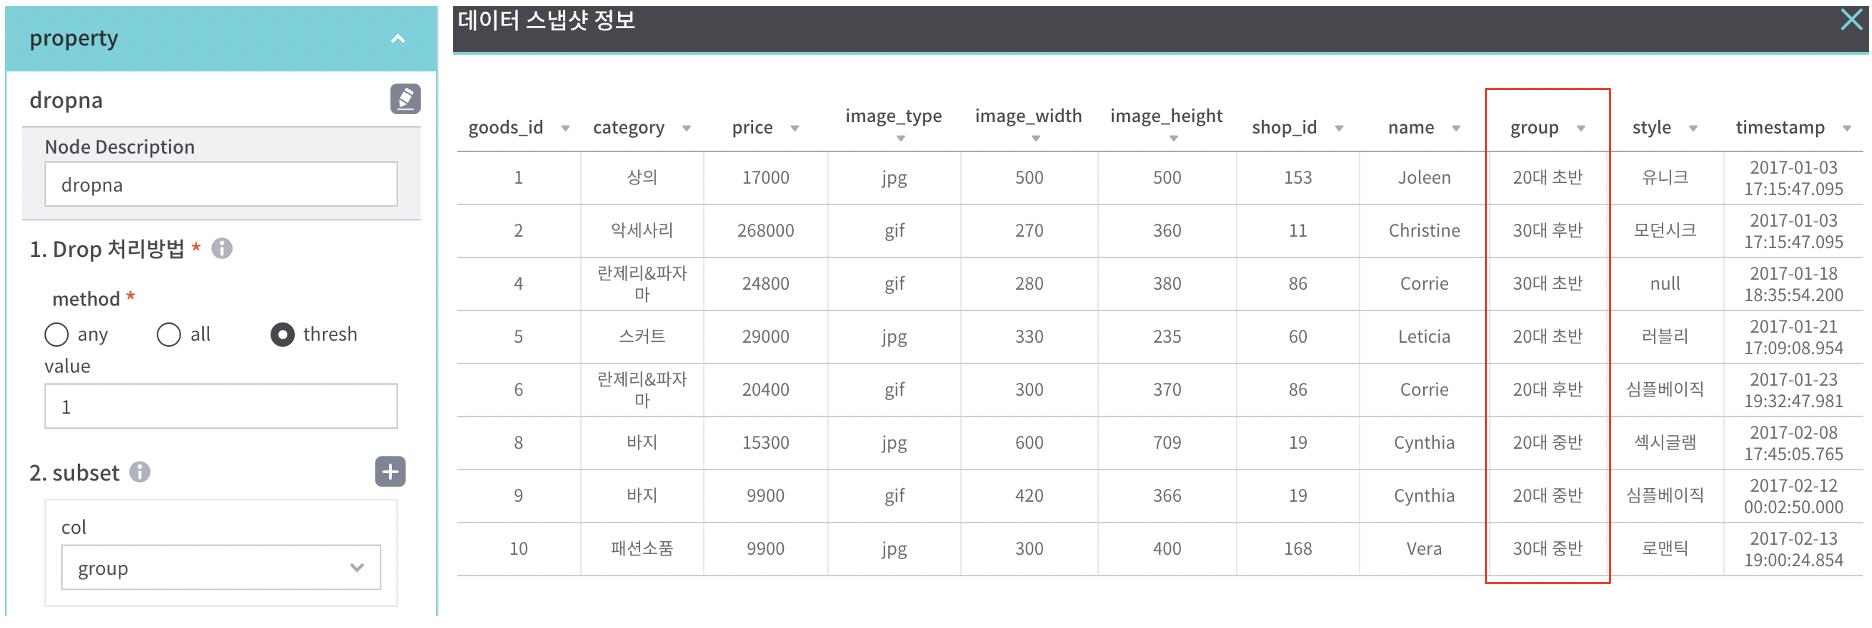 property
dropna
Node Description
dropna
1. Drop 처리방법 *
method *
any all thresh
value
1
2. subset
col
group
데이터 스냅샷 정보
goods_id category price image_type image_width image_height shop_id name group style timestamp
1 상의 17000 jpg 500 500 153 Joleen 20대 초반 유니크 2017-01-03
17:15:47.095
2 악세사리 268000 gif 270 360 11 Christine 30대 후반 모던시크 2017-01-03
17:15:47.095
4 란제리&파자 24800 gif 280 380 86 Corrie 30대 초반 null 2017-01-18
마 18:35:54.200
5 스커트 29000 jpg 330 235 60 Leticia 20대 초반 러블리 2017-01-21
17:09:08.954
6 란제리&파자 20400 gif 300 370 86 Corrie 20대 후반 심플베이직 2017-01-23
마 19:32:47.981
8 바지 15300 jpg 600 709 19 Cynthia 20대 중반 섹시글램 2017-02-08
17:45:05.765
9 바지 9900 gif 420 366 19 Cynthia 20대 중반 심플베이직 2017-02-12
00:02:50.000
10 패션소품 9900 jpg 300 400 168 Vera 30대 중반 로맨틱 2017-02-13
19:00:24.854